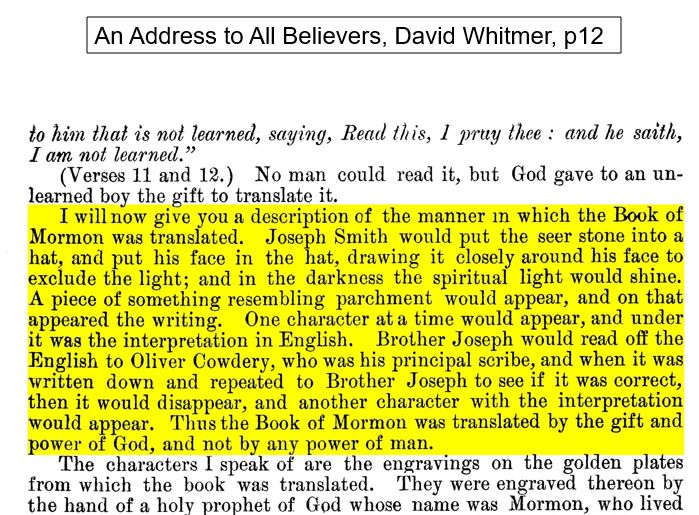 An Address to All Believers, David Whitmer, p12
to him that is not learned, saying, Read this, I pray thee : and he saith,
I am not learned.”
(Verses 11 and 12.) No man could read it, but God gave to an un-
learned boy the gift to translate it.
I will now give you a description of the manner in which the Book of
Mormon was translated. Joseph Smith would put the seer stone into a
hat, and put his face in the hat, drawing it closely around his face to
exclude the light; and in the darkness the spiritual light would shine.
A piece of something resembling parchment would appear, and on that
appeared the writing. One character at a time would appear, and under
it was the interpretation in English. Brother Joseph would read off the
English to Oliver Cowdery, who was his principal scribe, and when it was
written down and repeated to Brother Joseph to see if it was correct,
then it would disappear, and another character with the interpretation
would appear. Thus the Book of Mormon was translated by the gift and
power of God, and not by any power of man.
The characters I speak of are the engravings on the golden plates
from which the book was translated. They were engraved thereon by
the hand of a holy prophet of God whose name was Mormon, who lived